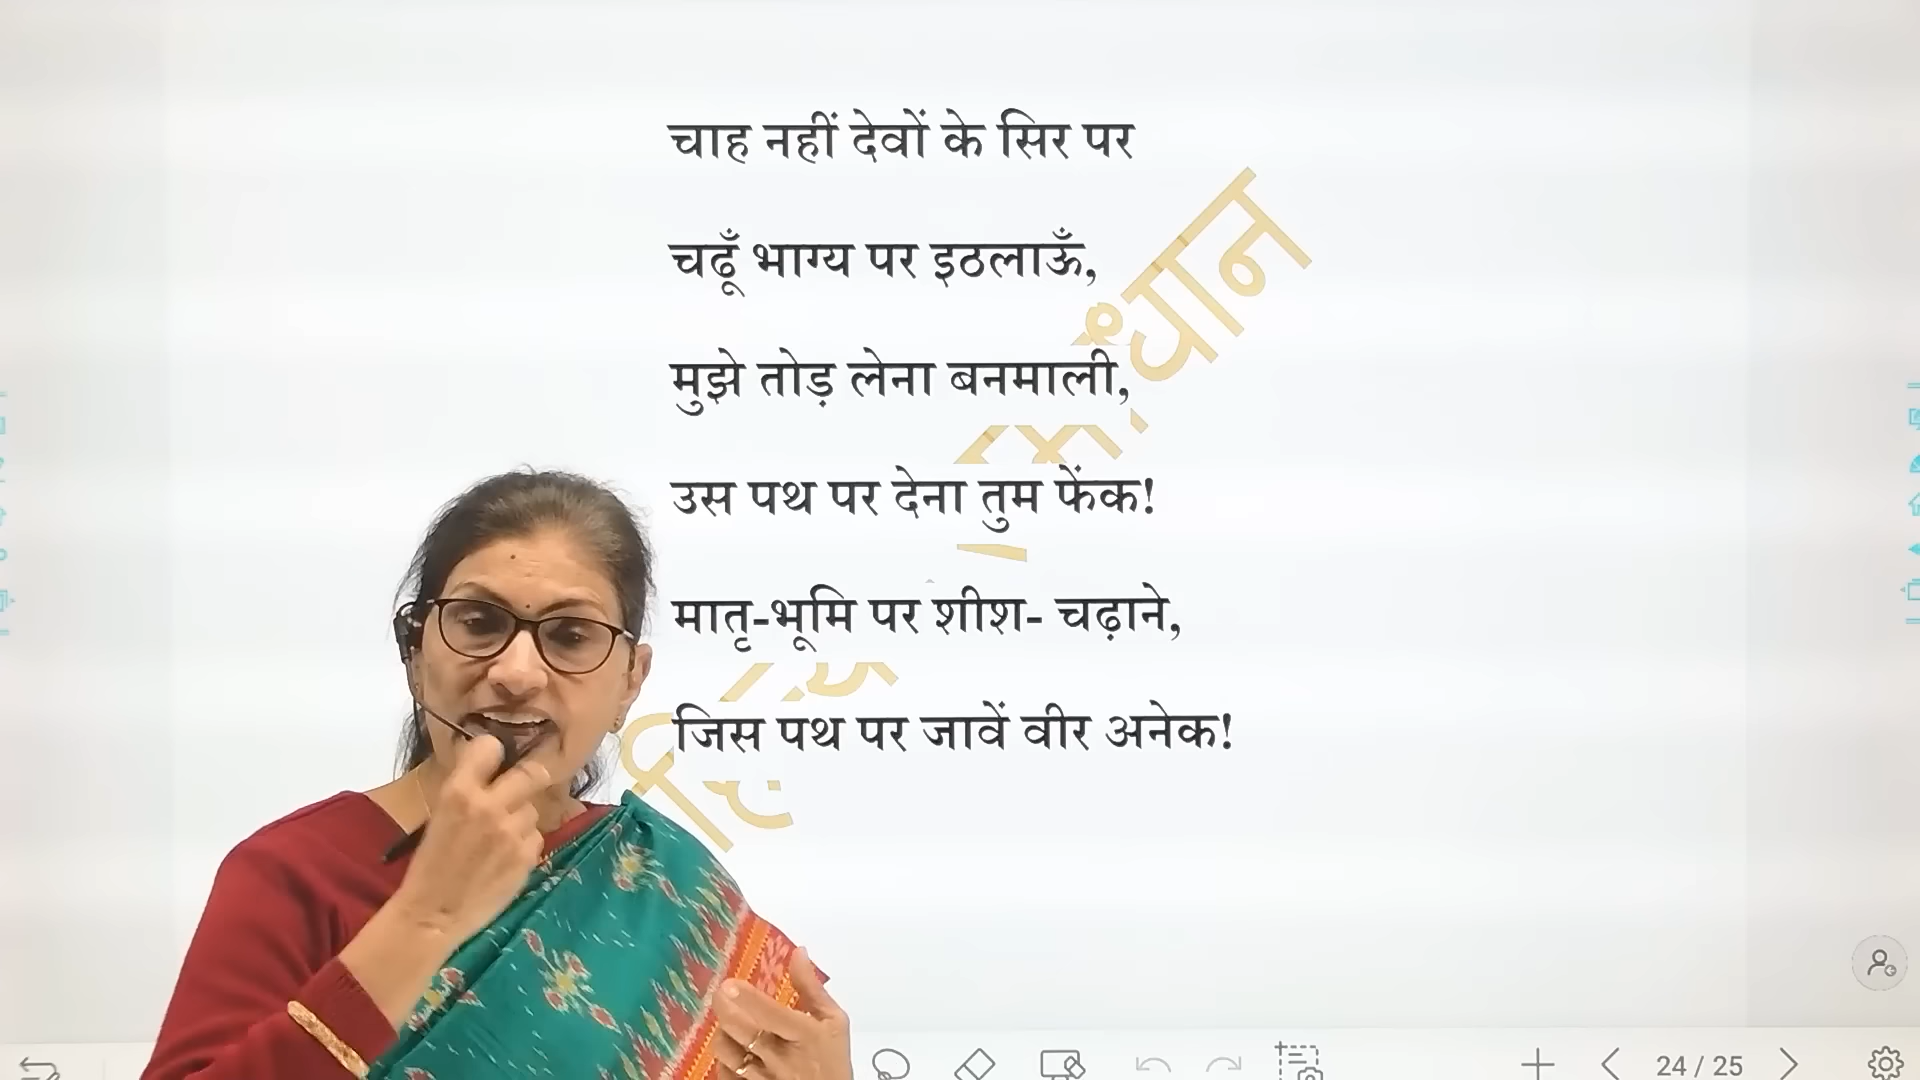 चाह नहीं देवों के सिर पर
चढूँ भाग्य पर इठलाऊँ,
मुझे तोड़ लेना बनमाली,
उस पथ पर देना तुम फेंक!
मातृ-भूमि पर शीश- चढ़ाने,
जिस पथ पर जावें वीर अनेक!
24 / 25